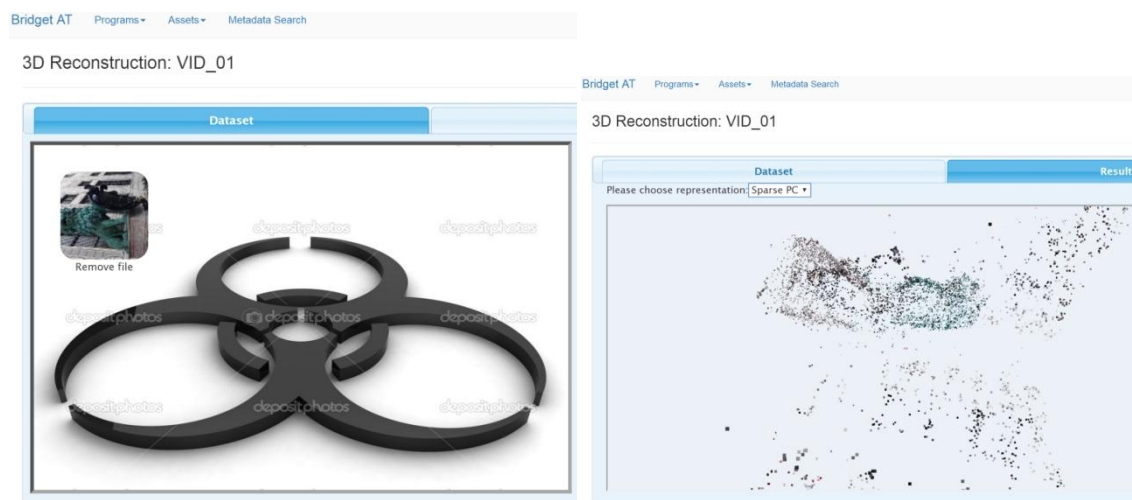 Bridget AT Programs Assets Metadata Search
3D Reconstruction: VID_01
Dataset
Remove file
depositphotos depositphotos
depositphotos depositphotos depositphotos
depositphotos depositphotos depositphotos
Bridget AT Programs Assets Metadata Search
3D Reconstruction: VID_01
Dataset Result
Please choose representation: Sparse PC